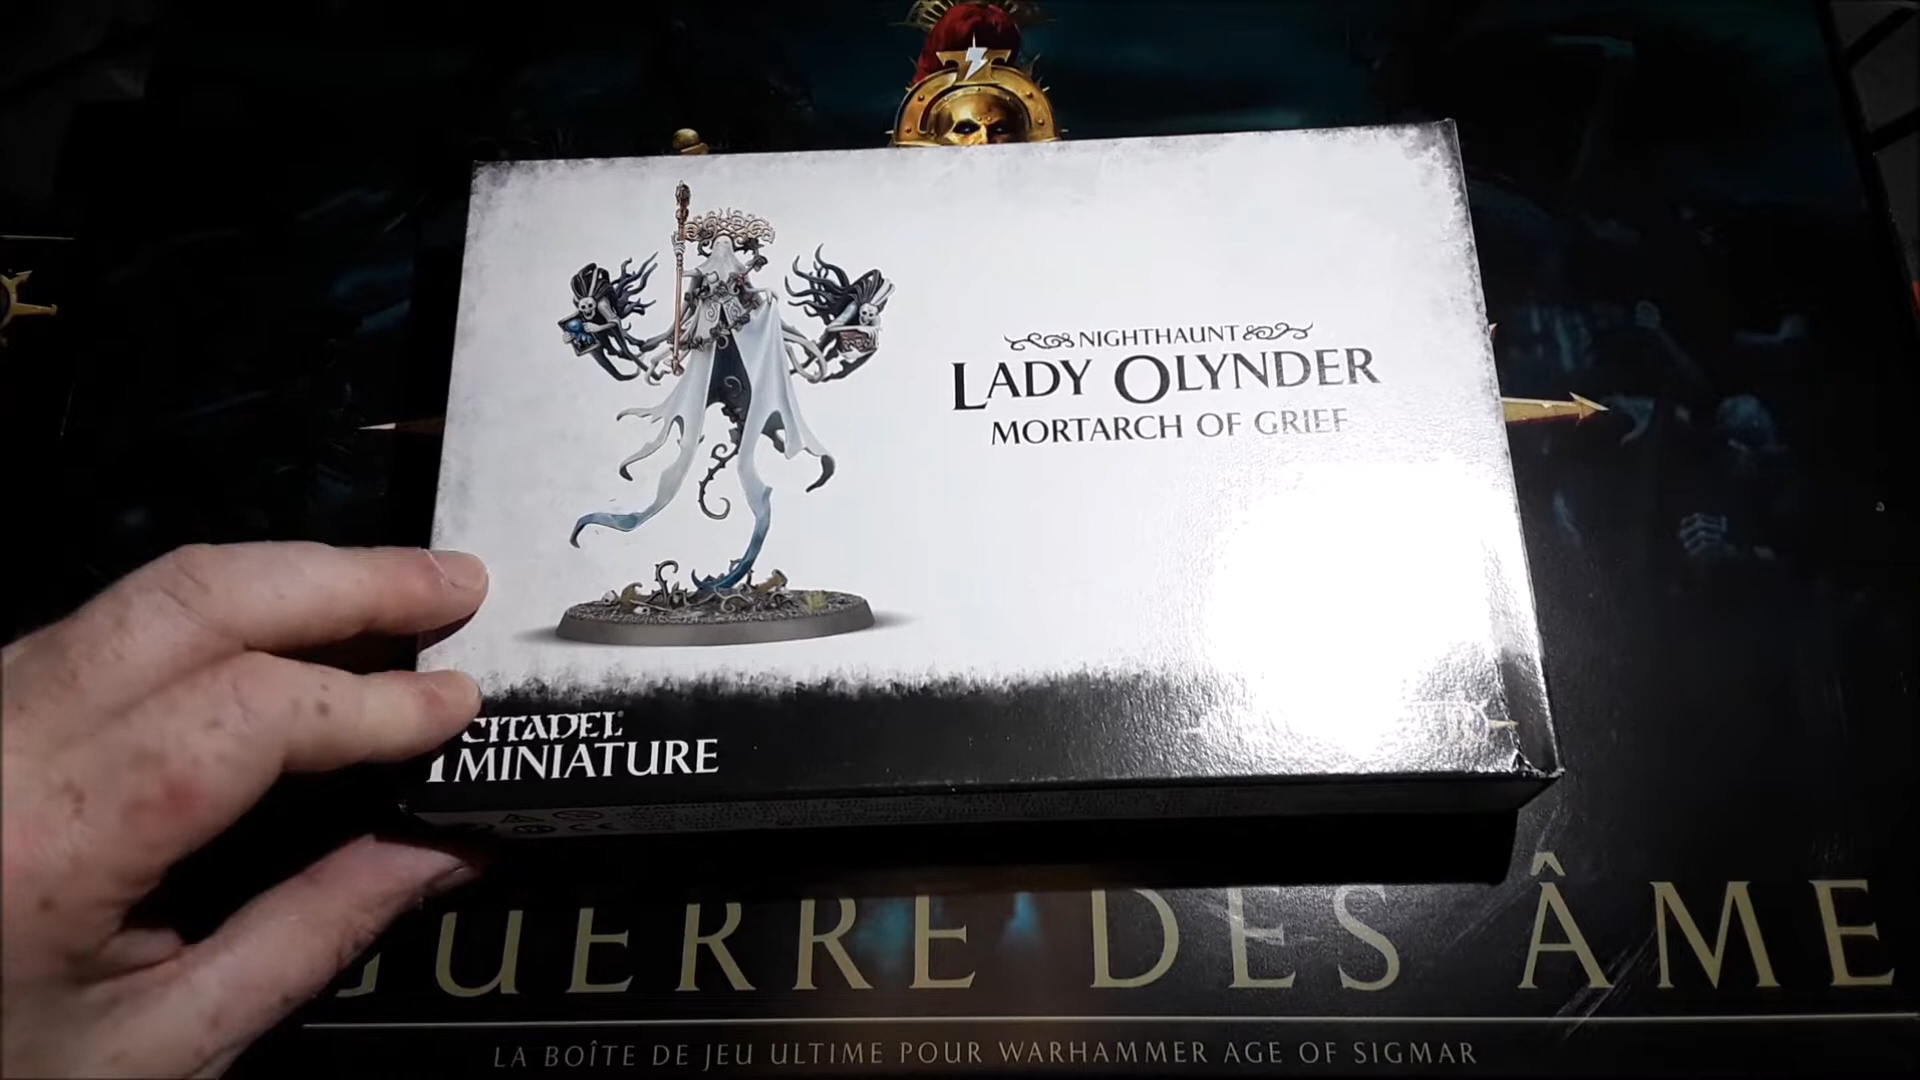 NIGHTHAUNT
LADY OLYNDER
MORTARCH OF GRIEF
CITADEL
1 MINIATURE
GUERRE DES ÂME
LA BOÎTE DE JEU ULTIME POUR WARHAMMER AGE OF SIGMAR